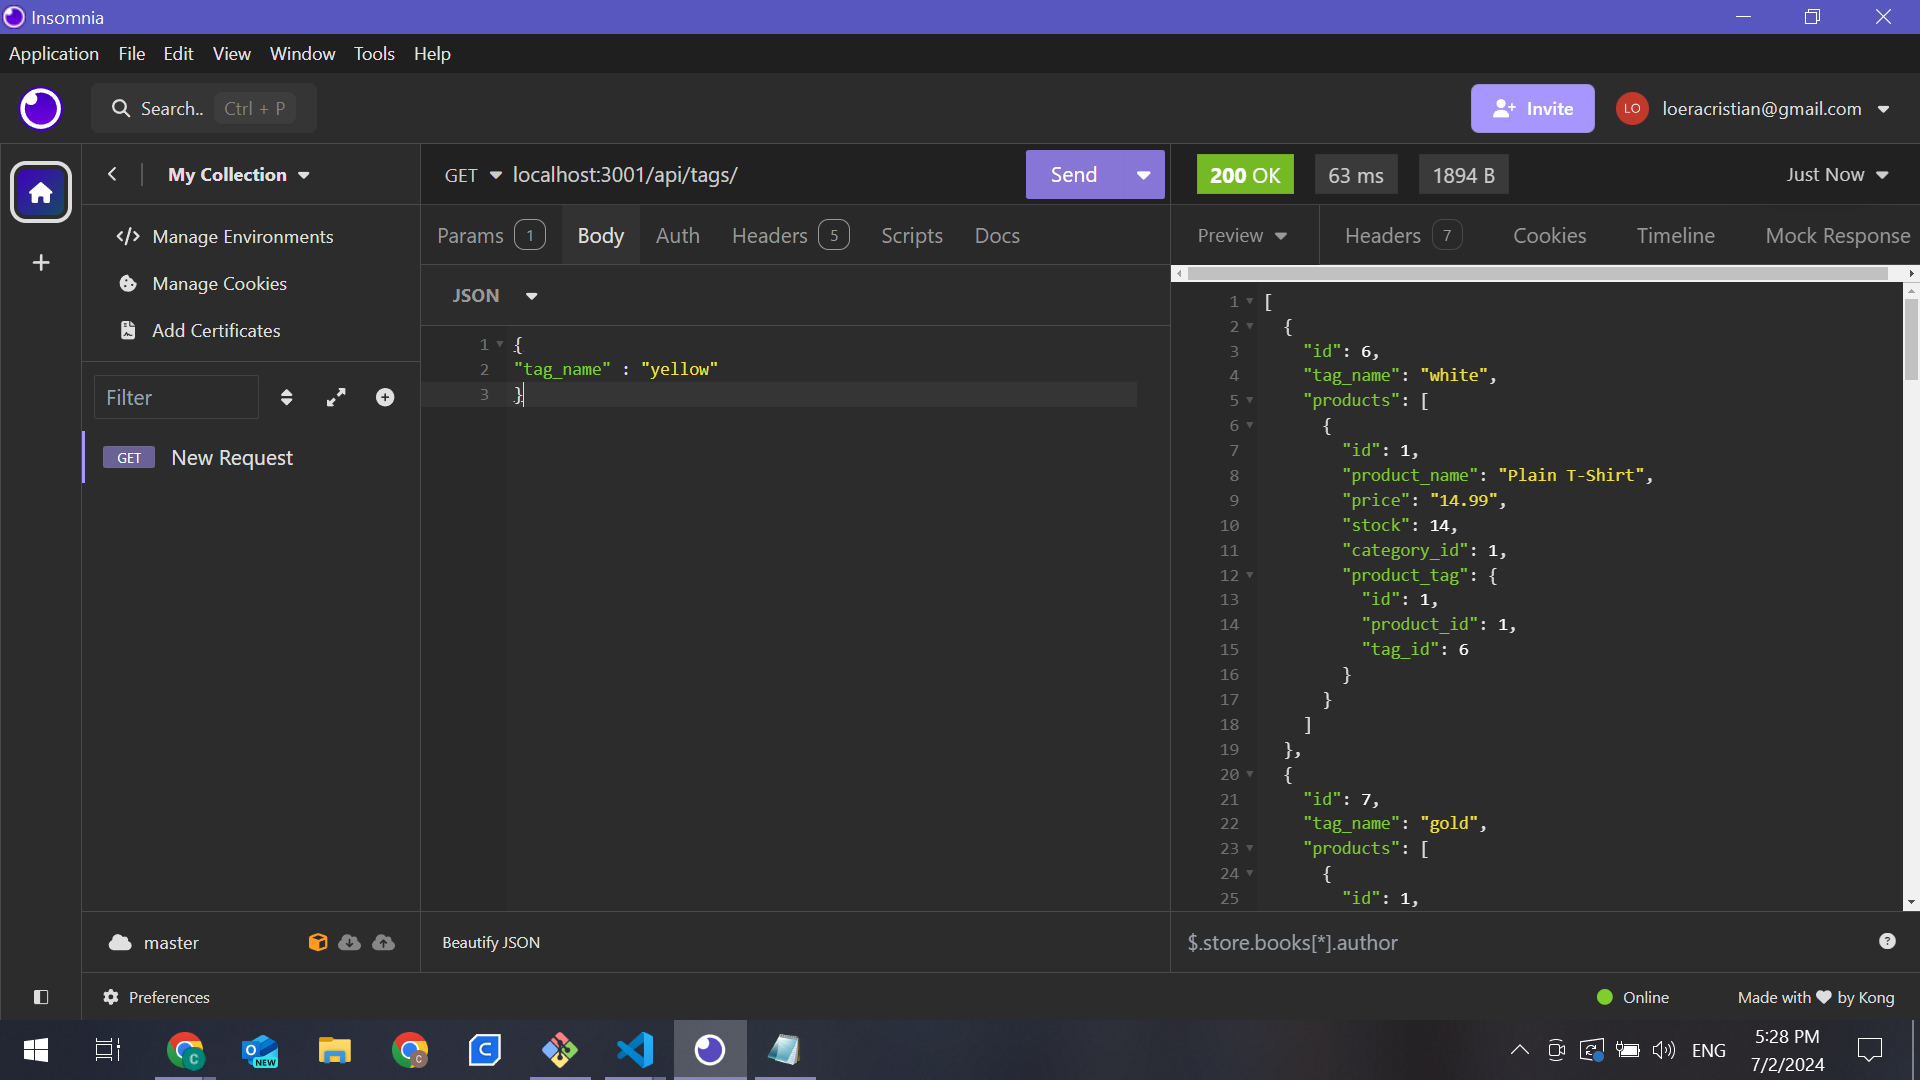 Insomnia
Application File Edit View Window Tools Help
Search.. Ctrl + P
Invite
LO loeracristian@gmail.com
My Collection
GET localhost:3001/api/tags/
Send
200 OK 63 ms 1894 B Just Now
Manage Environments
Manage Cookies
Add Certificates
Filter
GET New Request
Params 1 Body Auth Headers 5 Scripts Docs
JSON
1 {
2 "tag_name" : "yellow"
3 }
Preview Headers 7 Cookies Timeline Mock Response
1 [
2 {
3 "id": 6,
4 "tag_name": "white",
5 "products": [
6 {
7 "id": 1,
8 "product_name": "Plain T-Shirt",
9 "price": "14.99",
10 "stock": 14,
11 "category_id": 1,
12 "product_tag": {
13 "id": 1,
14 "product_id": 1,
15 "tag_id": 6
16 }
17 }
18 ]
19 },
20 {
21 "id": 7,
22 "tag_name": "gold",
23 "products": [
24 {
25 "id": 1,
master
Beautify JSON
$.store.books[*].author
Preferences
Online
Made with ♥ by Kong
C
NEW
C
C
ENG
5:28 PM
7/2/2024